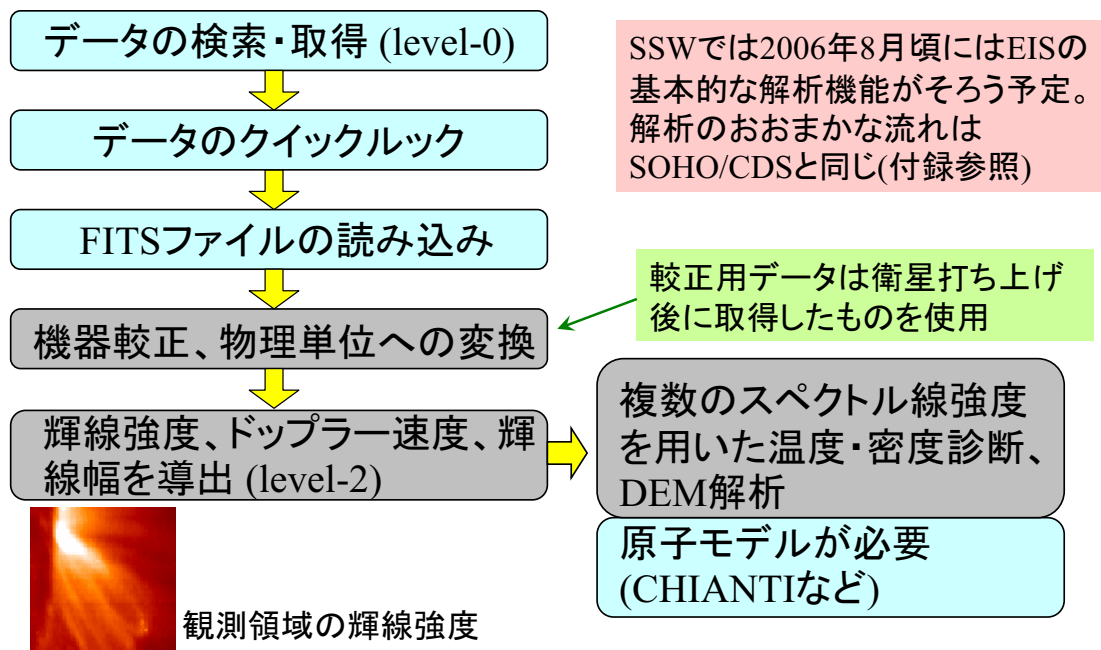 データの検索・取得 (level-0)
データのクイックルック
FITSファイルの読み込み
機器較正、物理単位への変換
輝線強度、ドップラー速度、輝
線幅を導出 (level-2)
観測領域の輝線強度
SSWでは2006年8月頃にはEISの
基本的な解析機能がそろう予定。
解析のおおまかな流れは
SOHO/CDSと同じ(付録参照)
較正用データは衛星打ち上げ
後に取得したものを使用
複数のスペクトル線強度
を用いた温度・密度診断、
DEM解析
原子モデルが必要
(CHIANTIなど)